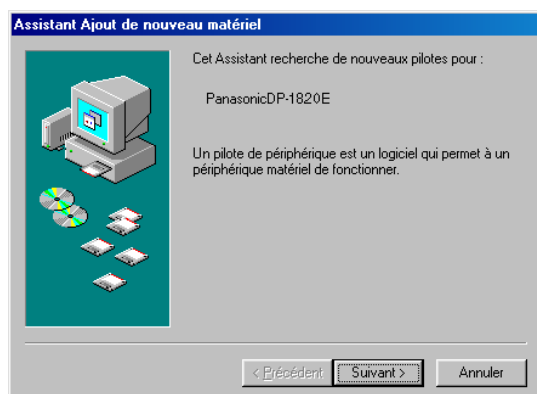 Assistant Ajout de nouveau matériel
Cet Assistant recherche de nouveaux pilotes pour :
PanasonicDP-1820E
Un pilote de périphérique est un logiciel qui permet à un
périphérique matériel de fonctionner.
< Précédent
Suivant >
Annuler